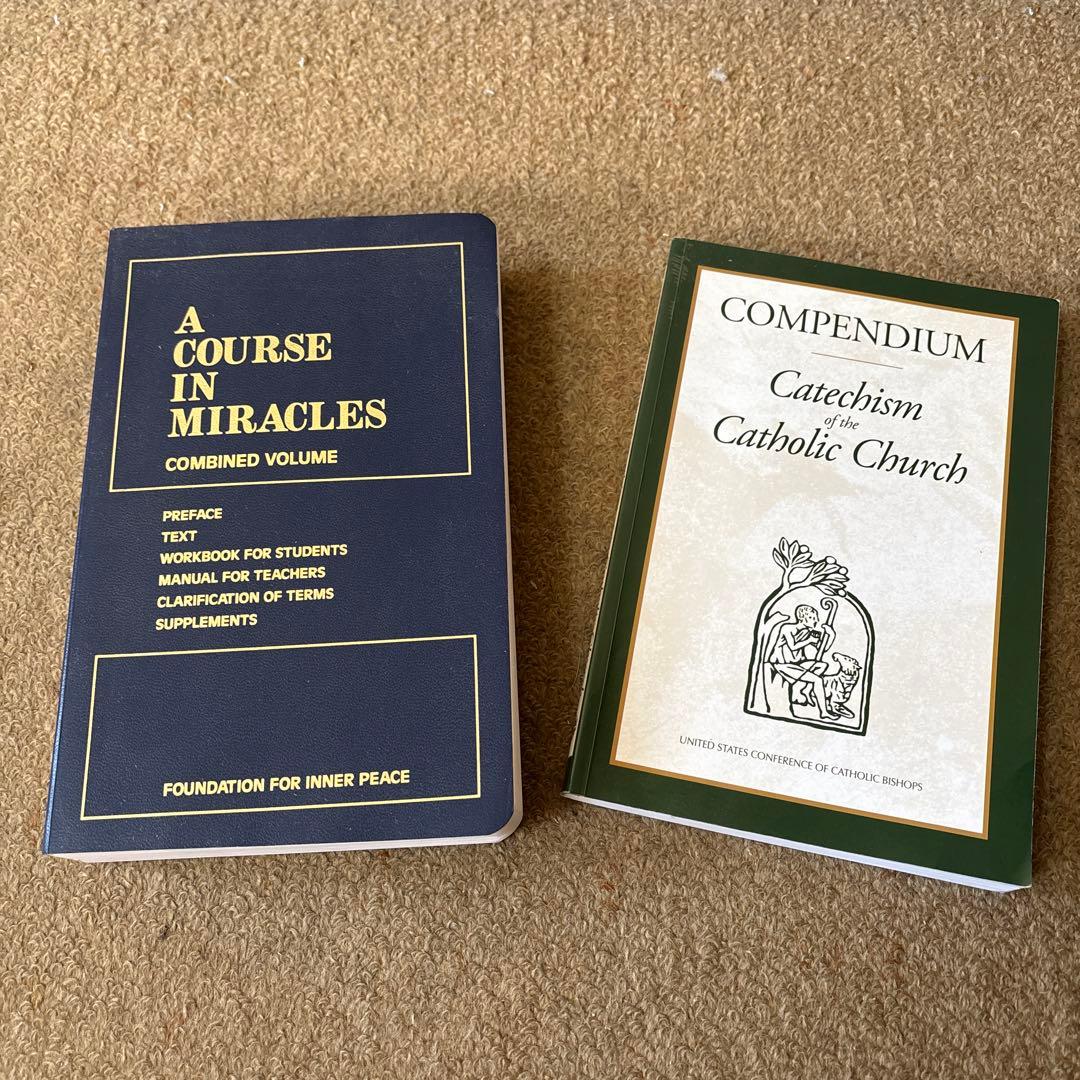 A
COURSE
IN
MIRACLES
COMBINED VOLUME
PREFACE
TEXT
WORKBOOK FOR STUDENTS
MANUAL FOR TEACHERS
CLARIFICATION OF TERMS
SUPPLEMENTS
FOUNDATION FOR INNER PEACE
COMPENDIUM
Catechism
of the
Catholic Church
UNITED STATES CONFERENCE OF CATHOLIC BISHOPS